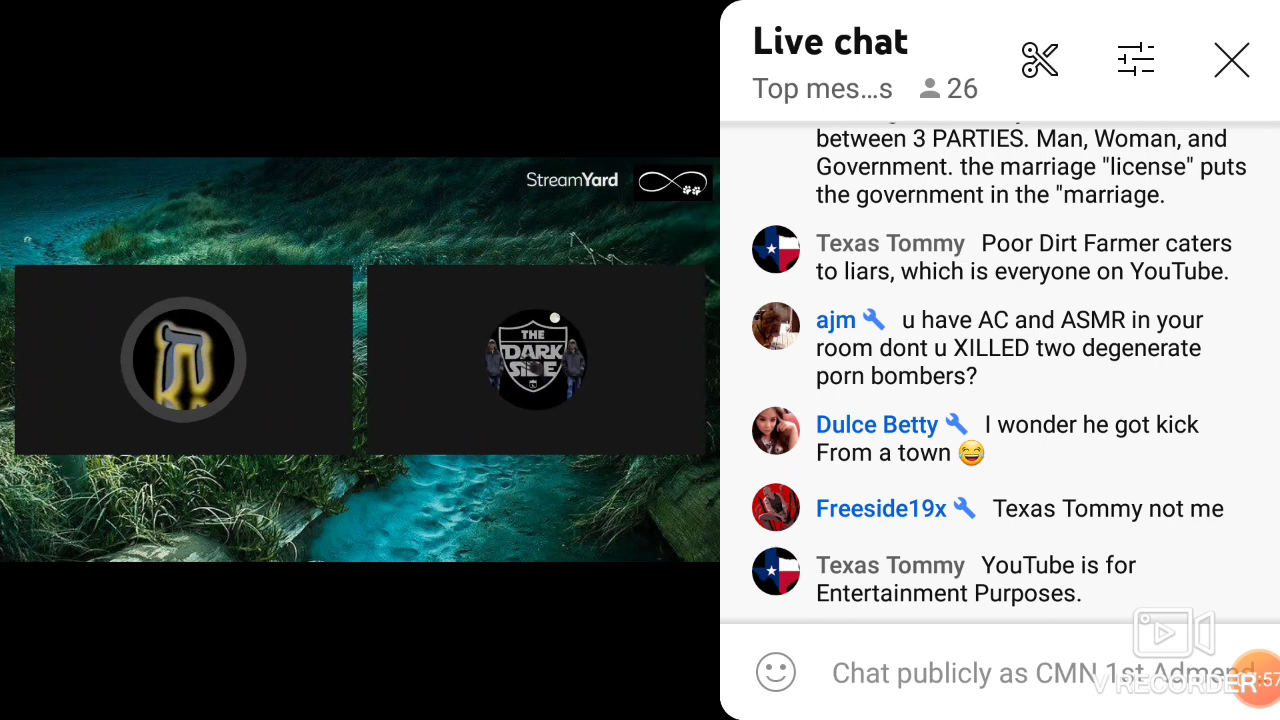 Live chat
Top mes...s 26
StreamYard
between 3 PARTIES. Man, Woman, and
Government. the marriage "license" puts
the government in the "marriage.
Texas Tommy Poor Dirt Farmer caters
to liars, which is everyone on YouTube.
ajm u have AC and ASMR in your
room dont u XILLED two degenerate
porn bombers?
ח
THE
DARK
SIDE
Dulce Betty I wonder he got kick
From a town 😂
Freeside19x Texas Tommy not me
Texas Tommy YouTube is for
Entertainment Purposes.
Chat publicly as CMN 1st Admend...
V RECORDER
:57